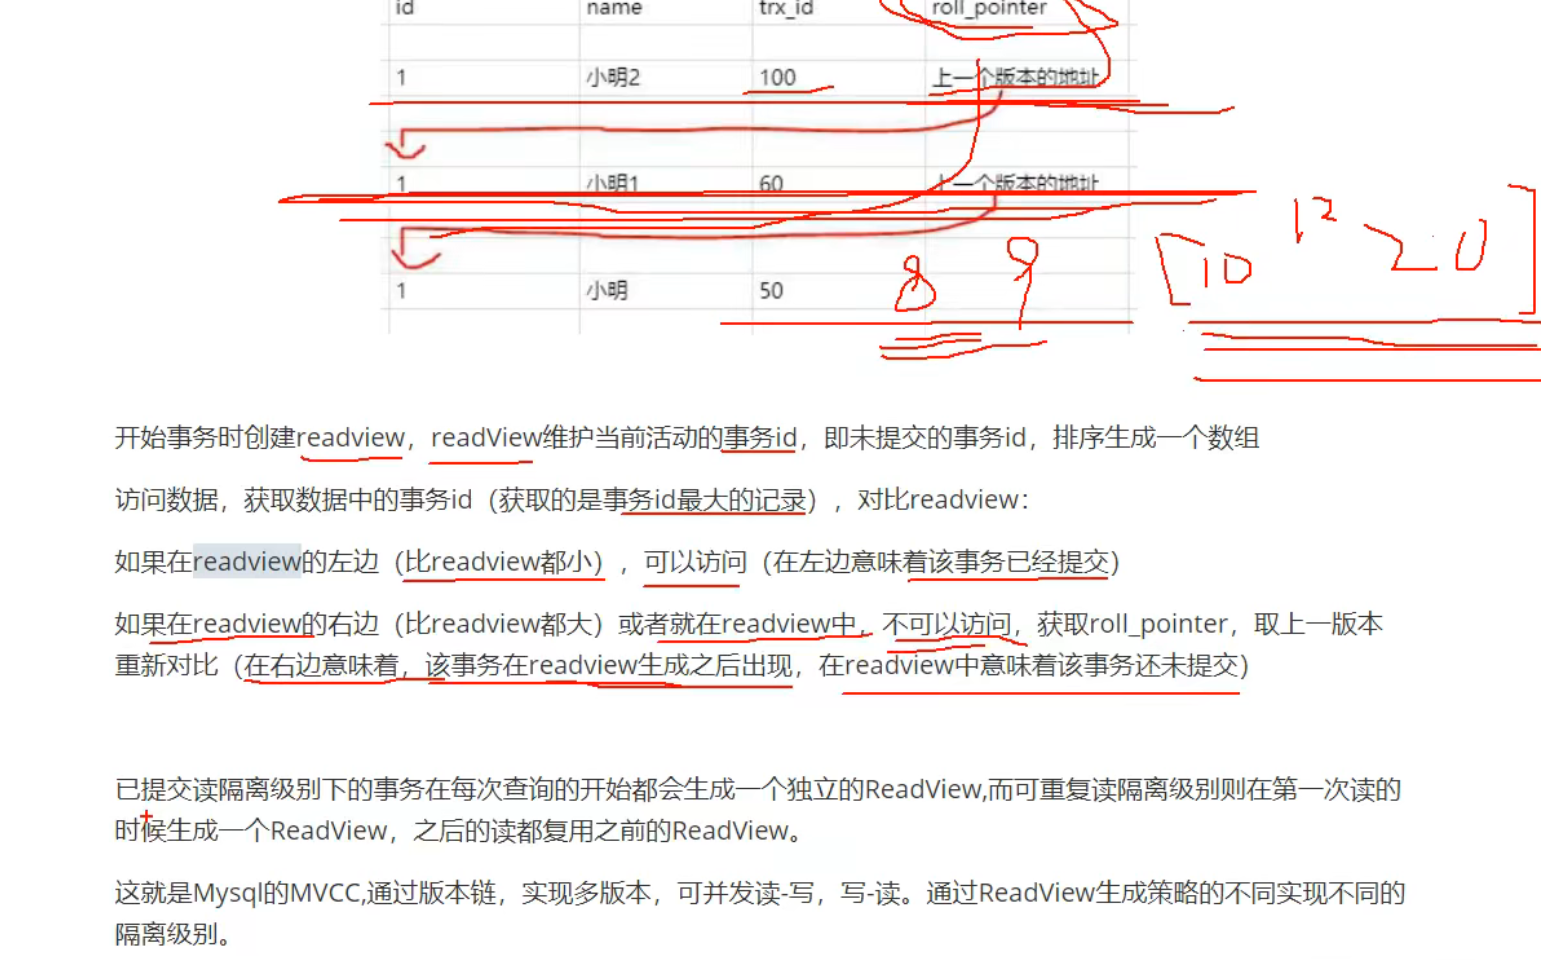 id name trx_id roll_pointer
1 小明2 100 上一个版本的地址
1 小明1 60 上一个版本的地址
1 小明 50
8 9 [10 12 20]
开始事务时创建readview，readView维护当前活动的事务id，即未提交的事务id，排序生成一个数组
访问数据，获取数据中的事务id（获取的是事务id最大的记录），对比readview：
如果在readview的左边（比readview都小），可以访问（在左边意味着该事务已经提交）
如果在readview的右边（比readview都大）或者就在readview中，不可以访问，获取roll_pointer，取上一版本
重新对比（在右边意味着，该事务在readview生成之后出现，在readview中意味着该事务还未提交）
已提交读隔离级别下的事务在每次查询的开始都会生成一个独立的ReadView,而可重复读隔离级别则在第一次读的
时候生成一个ReadView，之后的读都复用之前的ReadView。
这就是Mysql的MVCC,通过版本链，实现多版本，可并发读-写，写-读。通过ReadView生成策略的不同实现不同的
隔离级别。